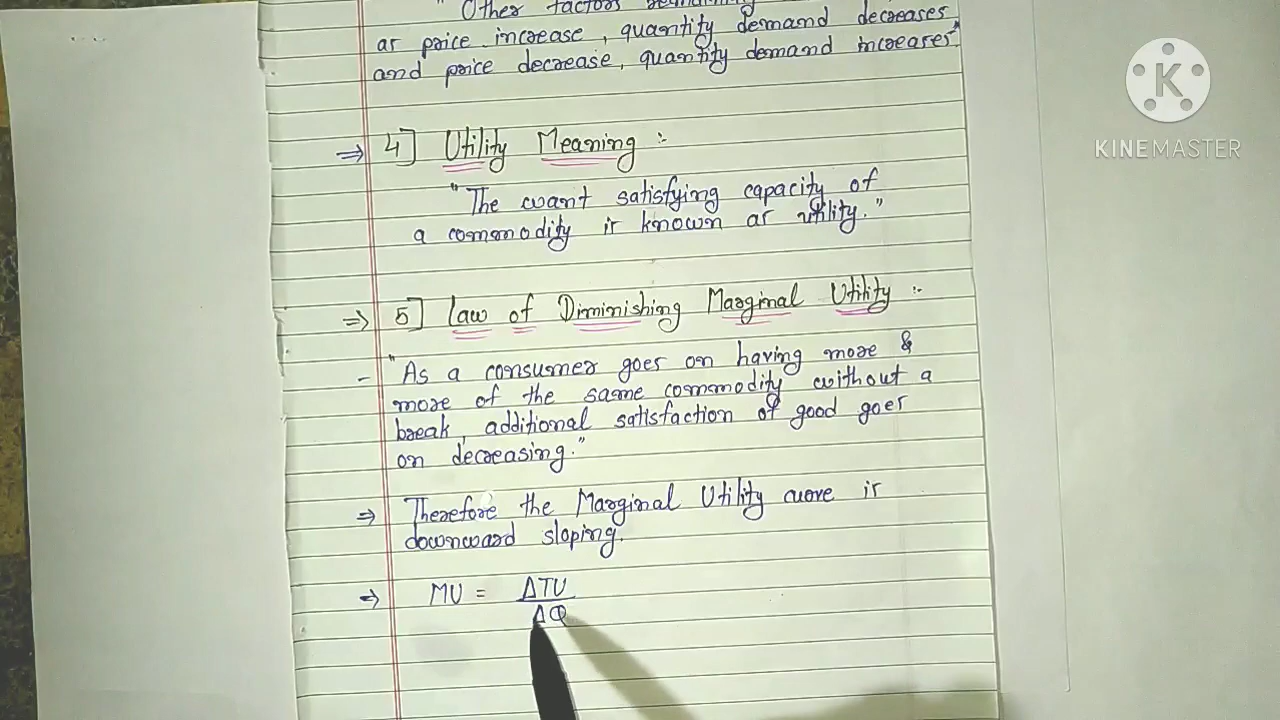 " Other factors
as price increase, quantity demand decreases
and price decrease, quantity demand increases"
⇒ 4] Utility Meaning :-
"The want satisfying capacity of
a commodity is known as utility."
⇒ 5] Law of Diminishing Marginal Utility :-
- "As a consumer goes on having more &
more of the same commodity without a
break, additional satisfaction of good goes
on decreasing."
⇒ Therefore the Marginal Utility curve is
downward sloping.
⇒ MU = ΔTU
ΔQ
K
KINEMASTER